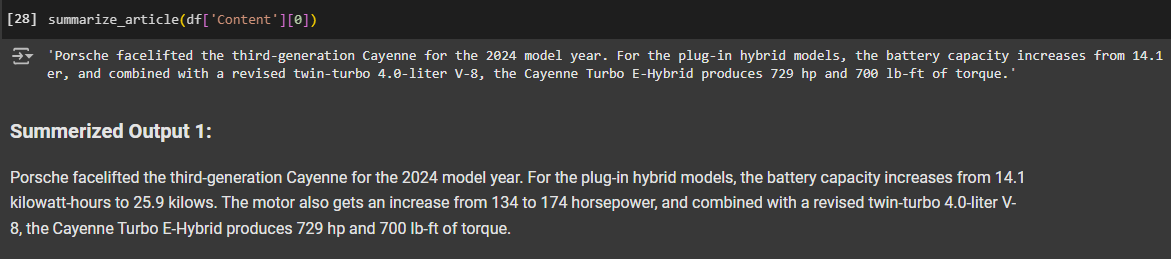 [28] summarize_article(df['Content'][0])
'Porsche facelifted the third-generation Cayenne for the 2024 model year. For the plug-in hybrid models, the battery capacity increases from 14.1
er, and combined with a revised twin-turbo 4.0-liter V-8, the Cayenne Turbo E-Hybrid produces 729 hp and 700 lb-ft of torque.'
Summerized Output 1:
Porsche facelifted the third-generation Cayenne for the 2024 model year. For the plug-in hybrid models, the battery capacity increases from 14.1
kilowatt-hours to 25.9 kilows. The motor also gets an increase from 134 to 174 horsepower, and combined with a revised twin-turbo 4.0-liter V-
8, the Cayenne Turbo E-Hybrid produces 729 hp and 700 lb-ft of torque.